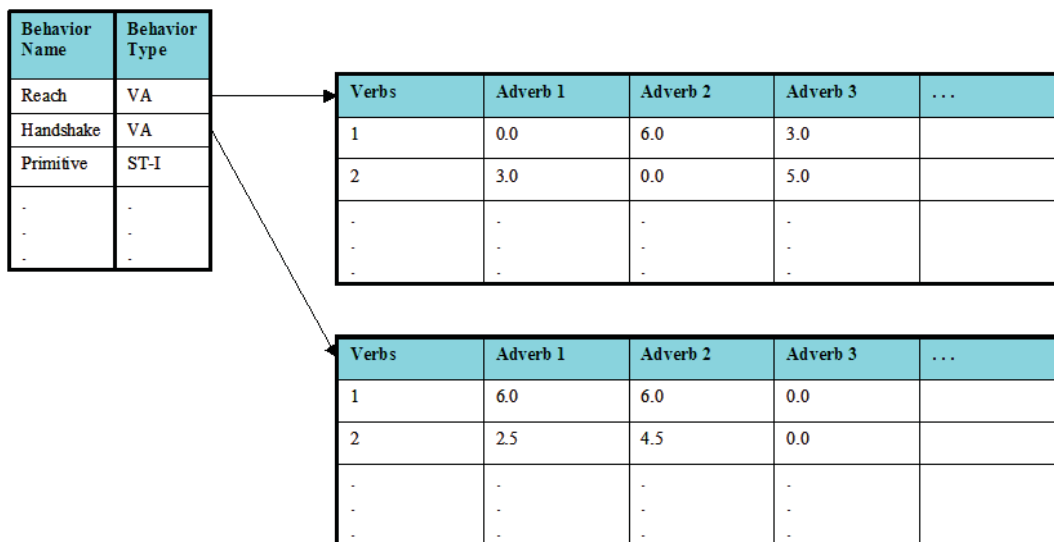 Behavior Name Behavior Type
Reach VA
Handshake VA
Primitive ST-I
. .
. .
. .
Verbs Adverb 1 Adverb 2 Adverb 3 ...
1 0.0 6.0 3.0
2 3.0 0.0 5.0
. . . .
. . . .
. . . .
Verbs Adverb 1 Adverb 2 Adverb 3 ...
1 6.0 6.0 0.0
2 2.5 4.5 0.0
. . . .
. . . .
. . . .